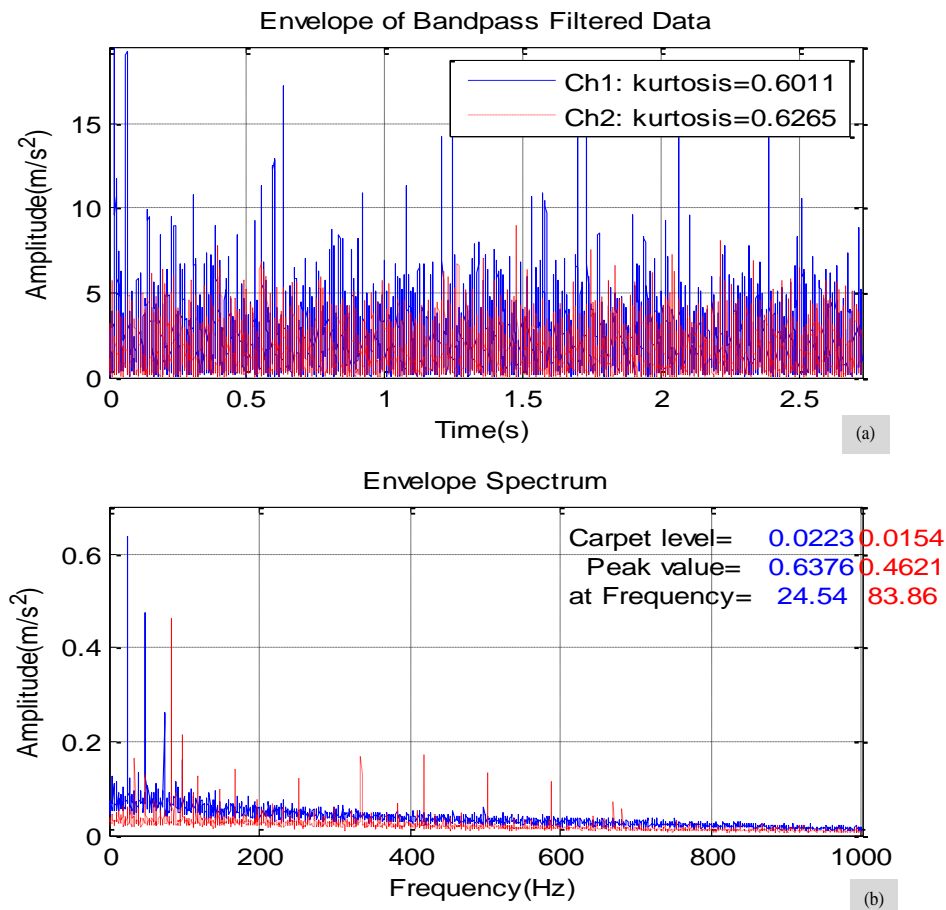 Envelope of Bandpass Filtered Data
Ch1: kurtosis=0.6011
Ch2: kurtosis=0.6265
Amplitude(m/s²)
15
10
5
0
0 0.5 1 1.5 2 2.5
Time(s)
(a)
Envelope Spectrum
Carpet level= 0.0223 0.0154
Peak value= 0.6376 0.4621
at Frequency= 24.54 83.86
Amplitude(m/s²)
0.6
0.4
0.2
0
0 200 400 600 800 1000
Frequency(Hz)
(b)